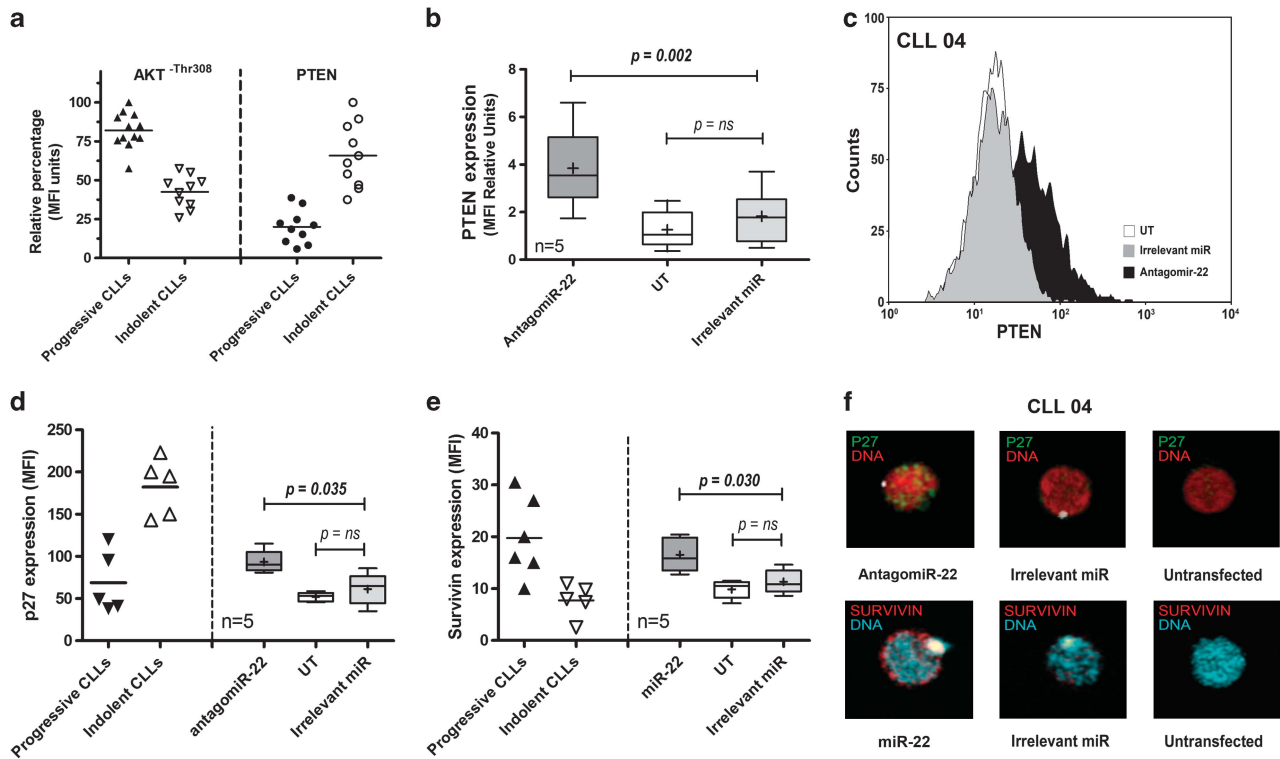 a
AKT -Thr308
PTEN
Relative percentage
(MFI units)
100
75
50
25
0
Progressive CLLs
Indolent CLLs
Progressive CLLs
Indolent CLLs
b
p = 0.002
p = ns
PTEN expression
(MFI Relative Units)
8
6
4
2
0
n=5
AntagomiR-22
UT
Irrelevant miR
c
CLL 04
Counts
100
75
50
25
0
UT
Irrelevant miR
Antagomir-22
10⁰
10¹
10²
10³
10⁴
PTEN
d
p27 expression (MFI)
250
200
150
100
50
0
p = 0.035
p = ns
n=5
Progressive CLLs
Indolent CLLs
antagomiR-22
UT
Irrelevant miR
e
Survivin expression (MFI)
40
30
20
10
0
p = 0.030
p = ns
n=5
Progressive CLLs
Indolent CLLs
miR-22
UT
Irrelevant miR
f
CLL 04
P27
DNA
P27
DNA
P27
DNA
AntagomiR-22
Irrelevant miR
Untransfected
SURVIVIN
DNA
SURVIVIN
DNA
SURVIVIN
DNA
miR-22
Irrelevant miR
Untransfected